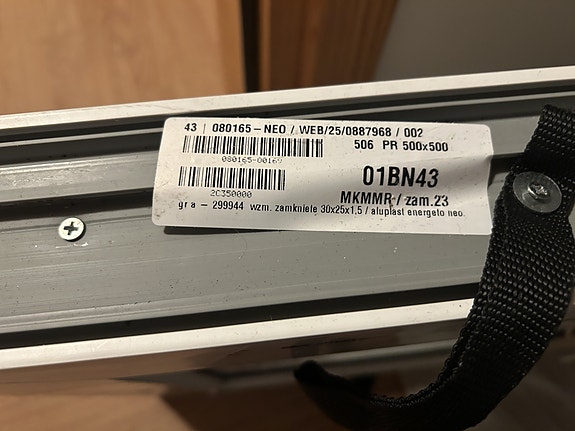 43 | 080165-NEO / WEB/25/0887968 / 002
506 PR 500x500
080165-00169
01BN43
2C350000
MKMMR / zam.23
gr a - 299944 wzm. zamkniete 30x25x1,5 / aluplast energeto neo